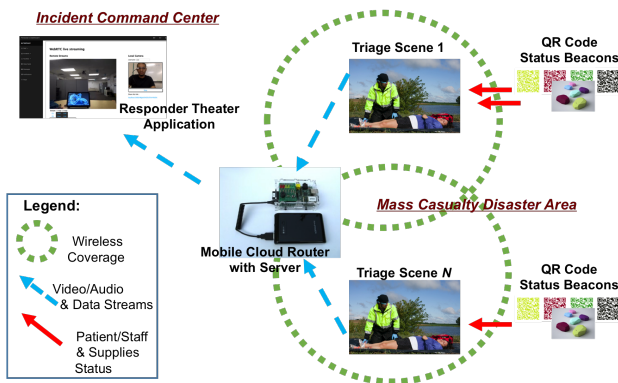 Incident Command Center
Responder Theater
Application
Triage Scene 1
QR Code
Status Beacons
Mass Casualty Disaster Area
Mobile Cloud Router
with Server
Triage Scene N
QR Code
Status Beacons
Legend:
Wireless
Coverage
Video/Audio
& Data Streams
Patient/Staff
& Supplies
Status